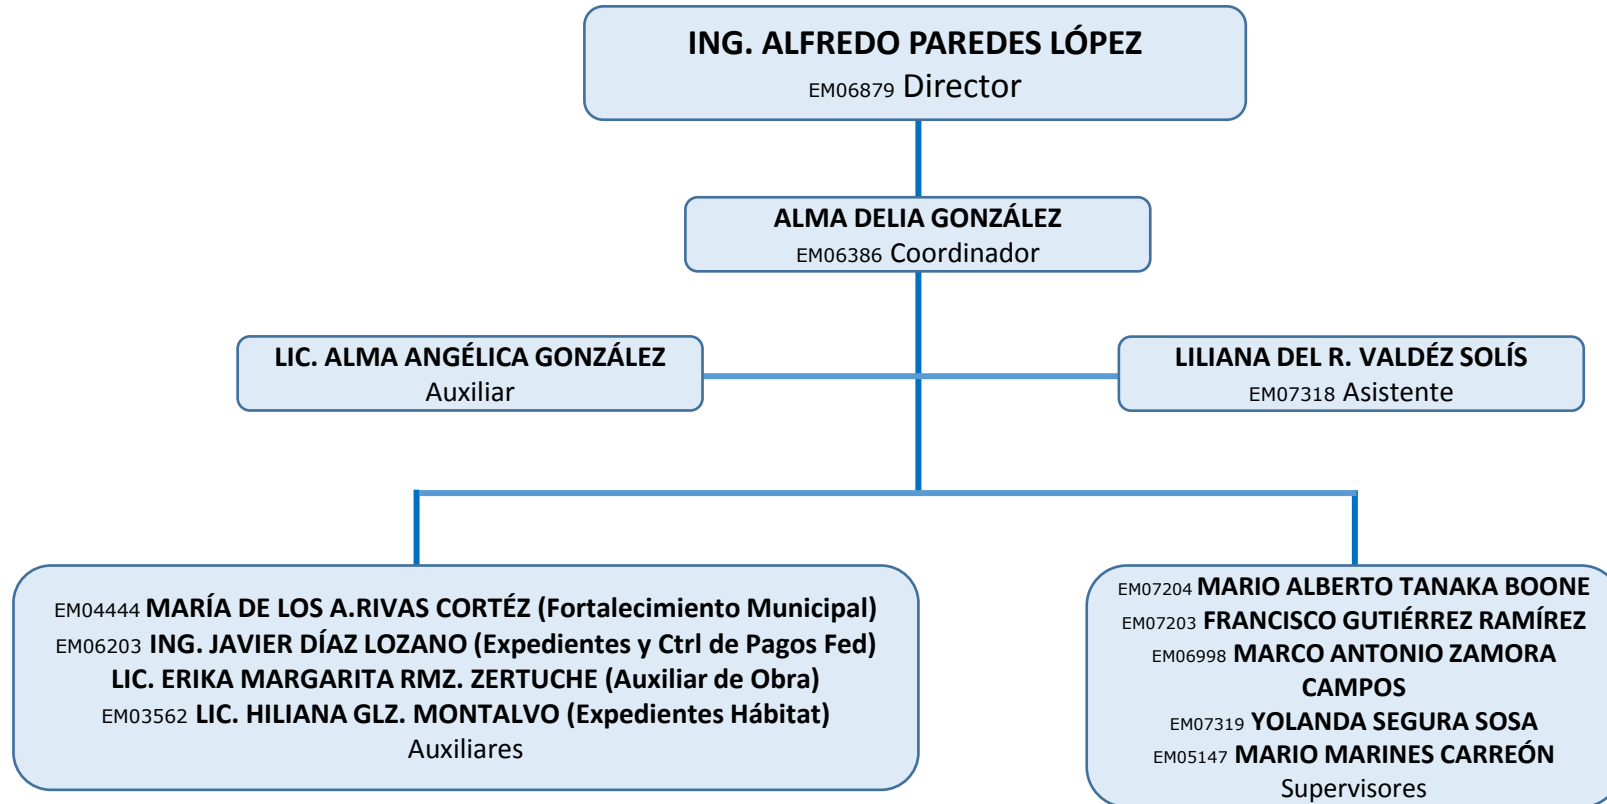 ING. ALFREDO PAREDES LÓPEZ
EM06879 Director
ALMA DELIA GONZÁLEZ
EM06386 Coordinador
LIC. ALMA ANGÉLICA GONZÁLEZ
Auxiliar
LILIANA DEL R. VALDÉZ SOLÍS
EM07318 Asistente
EM04444 MARÍA DE LOS A.RIVAS CORTÉZ (Fortalecimiento Municipal)
EM06203 ING. JAVIER DÍAZ LOZANO (Expedientes y Ctrl de Pagos Fed)
LIC. ERIKA MARGARITA RMZ. ZERTUCHE (Auxiliar de Obra)
EM03562 LIC. HILIANA GLZ. MONTALVO (Expedientes Hábitat)
Auxiliares
EM07204 MARIO ALBERTO TANAKA BOONE
EM07203 FRANCISCO GUTIÉRREZ RAMÍREZ
EM06998 MARCO ANTONIO ZAMORA
CAMPOS
EM07319 YOLANDA SEGURA SOSA
EM05147 MARIO MARINES CARREÓN
Supervisores